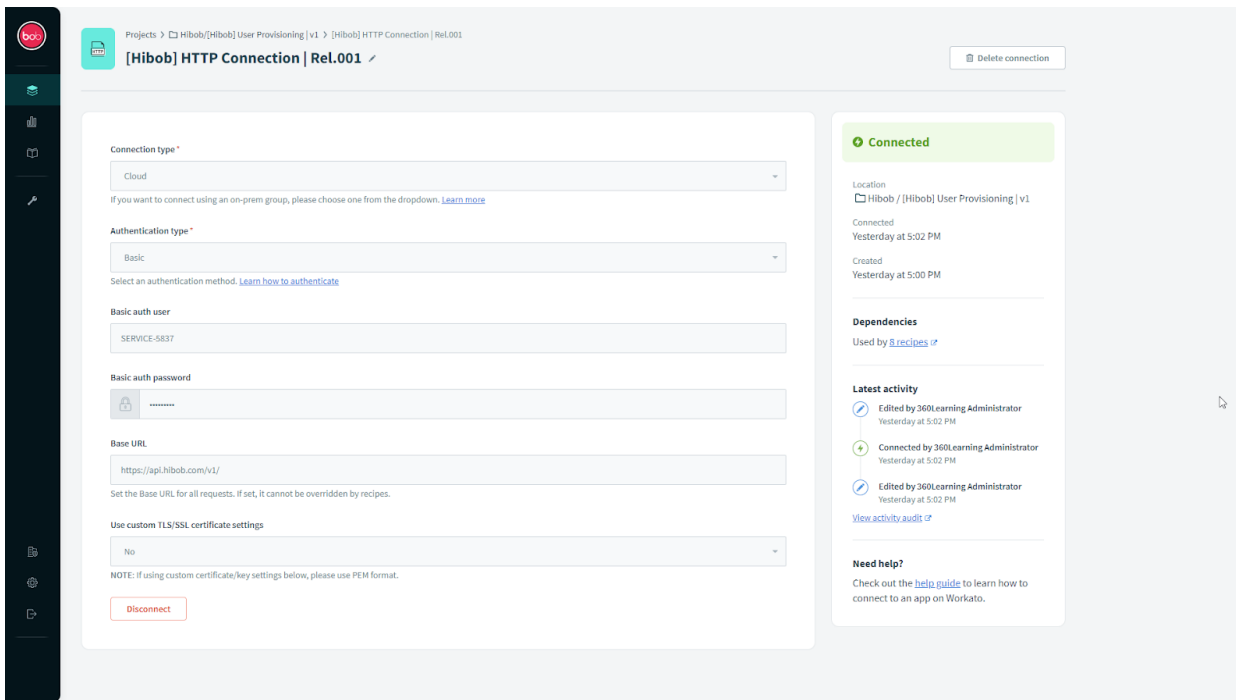 bob
Projects > Hibob/[Hibob] User Provisioning | v1 > [Hibob] HTTP Connection | Rel.001
HTTP
[Hibob] HTTP Connection | Rel.001
Delete connection
Connection type *
Cloud
If you want to connect using an on-prem group, please choose one from the dropdown. Learn more
Authentication type *
Basic
Select an authentication method. Learn how to authenticate
Basic auth user
SERVICE-5837
Basic auth password
•••••••••
Base URL
https://api.hibob.com/v1/
Set the Base URL for all requests. If set, it cannot be overridden by recipes.
Use custom TLS/SSL certificate settings
No
NOTE: If using custom certificate/key settings below, please use PEM format.
Disconnect
Connected
Location
Hibob / [Hibob] User Provisioning | v1
Connected
Yesterday at 5:02 PM
Created
Yesterday at 5:00 PM
Dependencies
Used by 8 recipes
Latest activity
Edited by 360Learning Administrator
Yesterday at 5:02 PM
Connected by 360Learning Administrator
Yesterday at 5:02 PM
Edited by 360Learning Administrator
Yesterday at 5:02 PM
View activity audit
Need help?
Check out the help guide to learn how to
connect to an app on Workato.